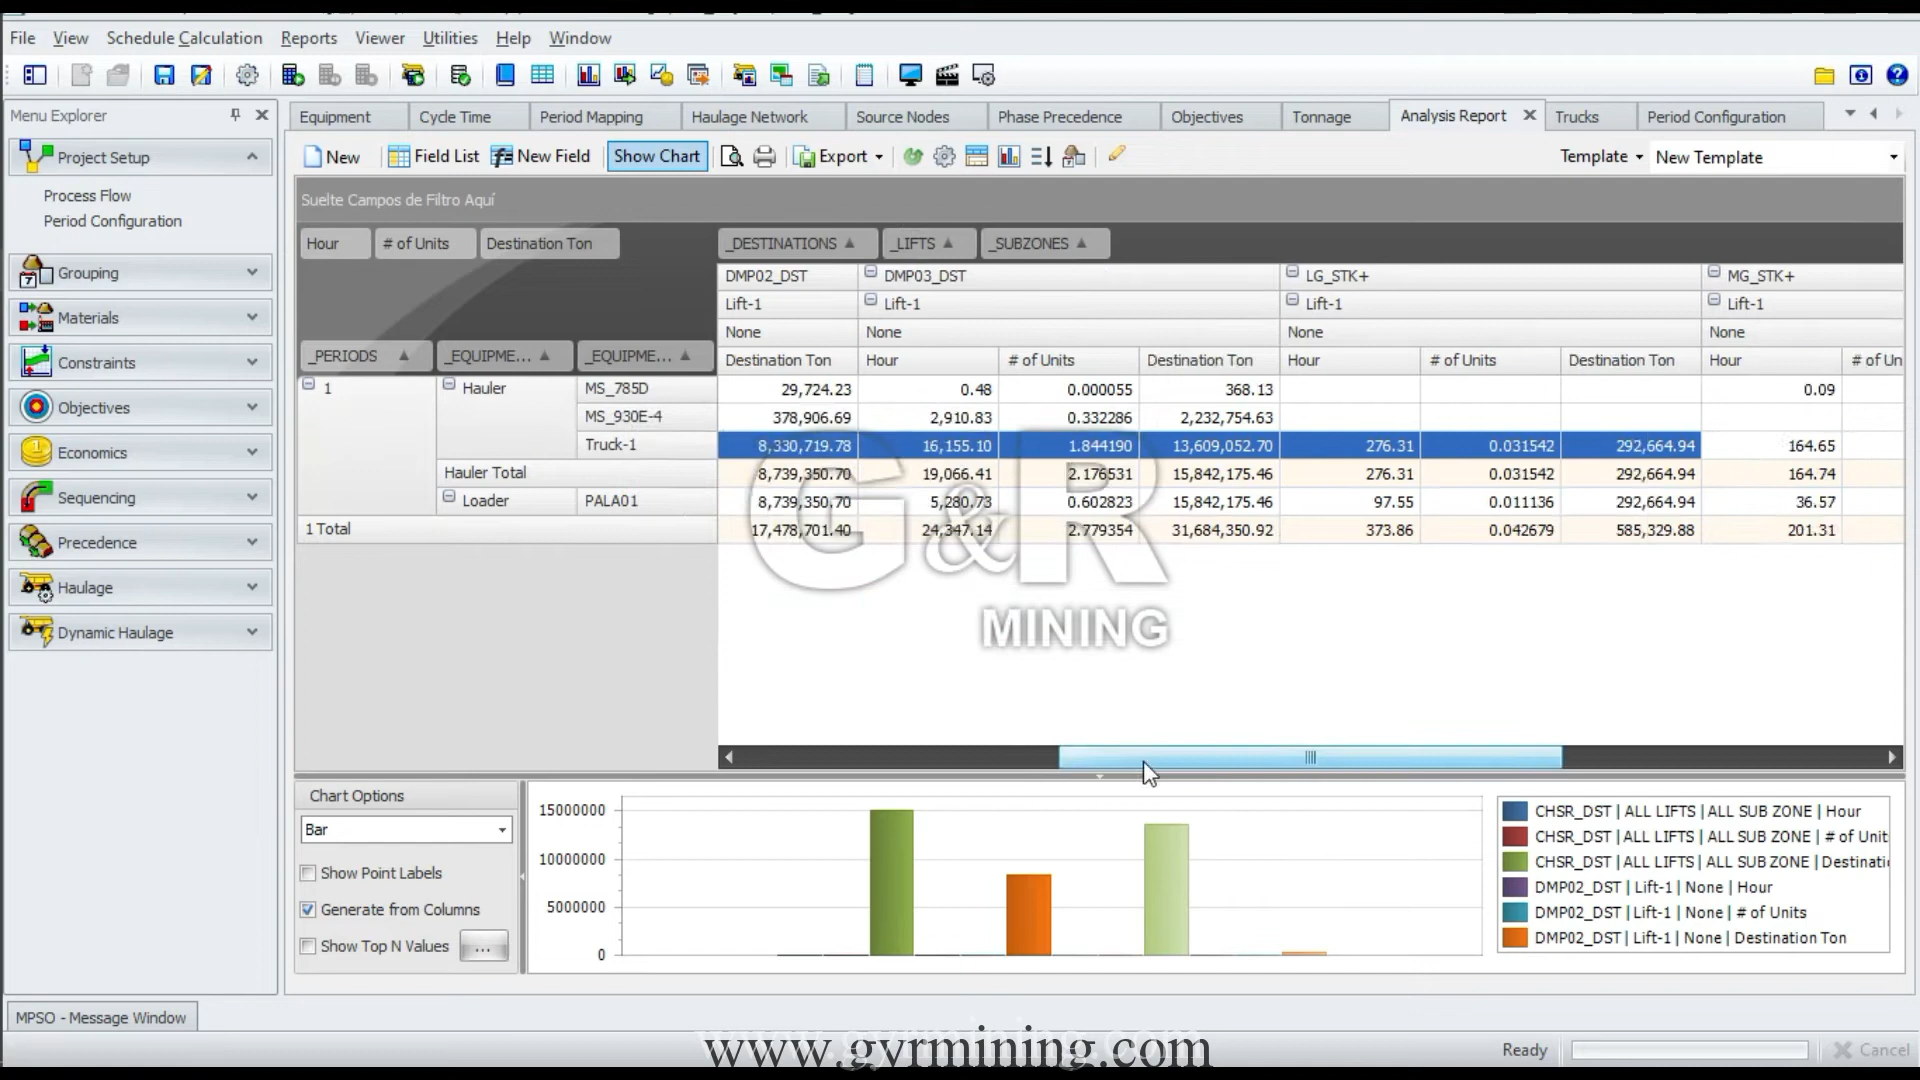 File View Schedule Calculation Reports Viewer Utilities Help Window
Menu Explorer
Project Setup
Process Flow
Period Configuration
Grouping
Materials
Constraints
Objectives
Economics
Sequencing
Precedence
Haulage
Dynamic Haulage
Equipment Cycle Time Period Mapping Haulage Network Source Nodes Phase Precedence Objectives Tonnage Analysis Report Trucks Period Configuration
New Field List New Field Show Chart Export Template New Template
Suelte Campos de Filtro Aquí
Hour # of Units Destination Ton _DESTINATIONS _LIFTS _SUBZONES
DMP02_DST DMP03_DST LG_STK+ MG_STK+
Lift-1 Lift-1 Lift-1 Lift-1
None None None None
_PERIODS _EQUIPME... _EQUIPME... Destination Ton Hour # of Units Destination Ton Hour # of Units Destination Ton Hour # of Un
1 Hauler MS_785D 29,724.23 0.48 0.000055 368.13 0.09
MS_930E-4 378,906.69 2,910.83 0.332286 2,232,754.63
Truck-1 8,330,719.78 16,155.10 1.844190 13,609,052.70 276.31 0.031542 292,664.94 164.65
Hauler Total 8,739,350.70 19,066.41 2.176531 15,842,175.46 276.31 0.031542 292,664.94 164.74
Loader PALA01 8,739,350.70 5,280.73 0.602823 15,842,175.46 97.55 0.011136 292,664.94 36.57
1 Total 17,478,701.40 24,347.14 2.779354 31,684,350.92 373.86 0.042679 585,329.88 201.31
G&R
MINING
Chart Options
Bar
Show Point Labels
Generate from Columns
Show Top N Values ...
15000000
10000000
5000000
0
CHSR_DST | ALL LIFTS | ALL SUB ZONE | Hour
CHSR_DST | ALL LIFTS | ALL SUB ZONE | # of Unit
CHSR_DST | ALL LIFTS | ALL SUB ZONE | Destinati
DMP02_DST | Lift-1 | None | Hour
DMP02_DST | Lift-1 | None | # of Units
DMP02_DST | Lift-1 | None | Destination Ton
MPSO - Message Window
www.gyrmining.com
Ready Cancel